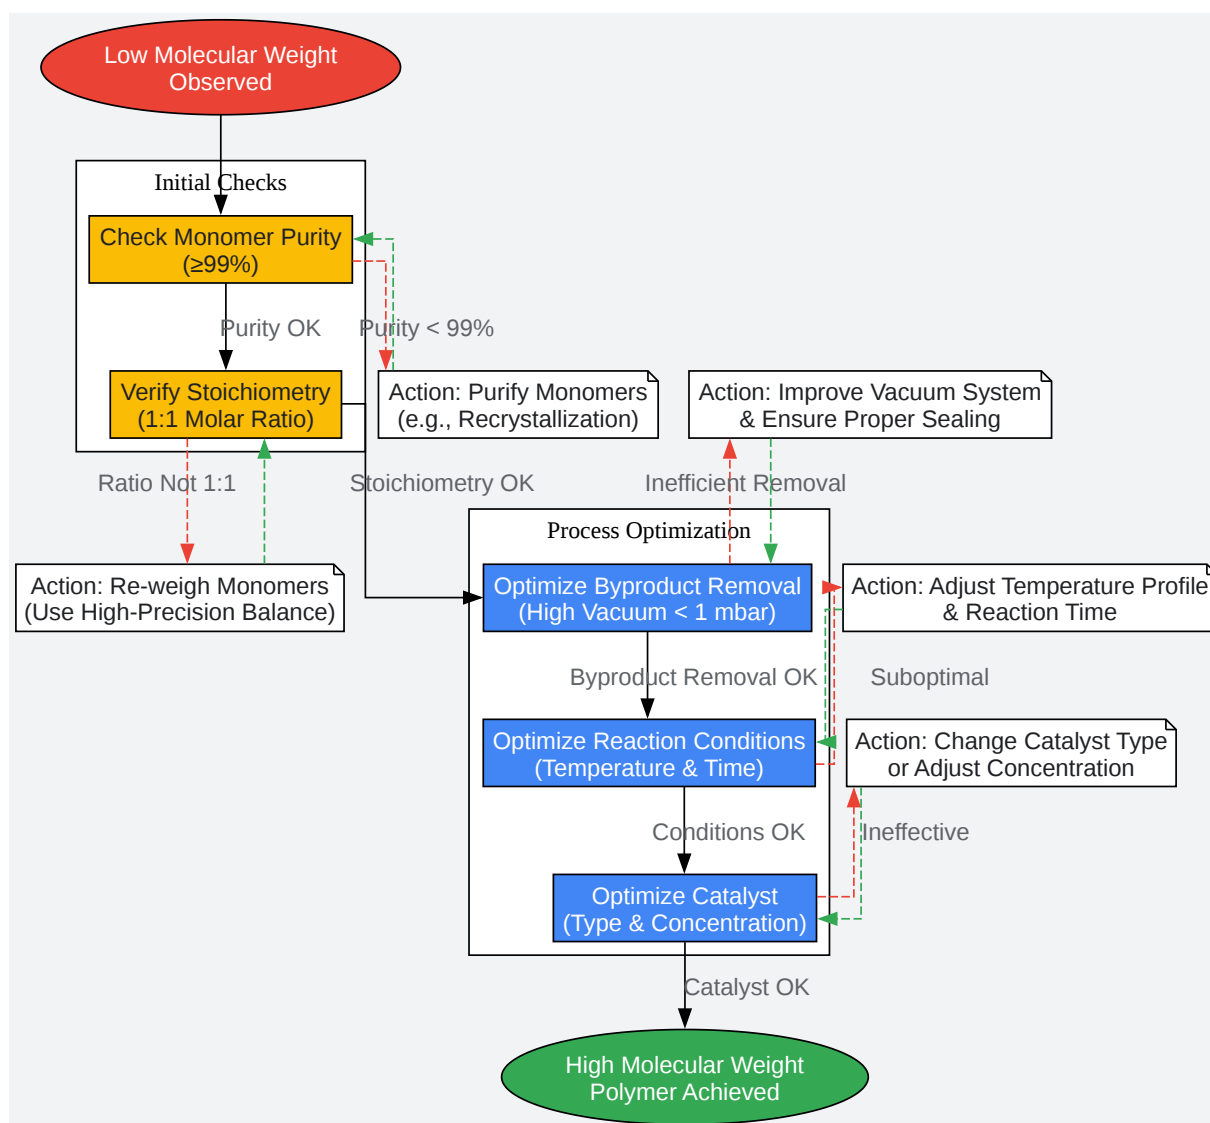 Low Molecular Weight
Observed
Initial Checks
Check Monomer Purity
(≥99%)
Purity OK
Purity < 99%
Verify Stoichiometry
(1:1 Molar Ratio)
Action: Purify Monomers
(e.g., Recrystallization)
Action: Improve Vacuum System
& Ensure Proper Sealing
Ratio Not 1:1
Stoichiometry OK
Inefficient Removal
Process Optimization
Action: Re-weigh Monomers
(Use High-Precision Balance)
Optimize Byproduct Removal
(High Vacuum < 1 mbar)
Action: Adjust Temperature Profile
& Reaction Time
Byproduct Removal OK
Suboptimal
Optimize Reaction Conditions
(Temperature & Time)
Action: Change Catalyst Type
or Adjust Concentration
Conditions OK
Ineffective
Optimize Catalyst
(Type & Concentration)
Catalyst OK
High Molecular Weight
Polymer Achieved